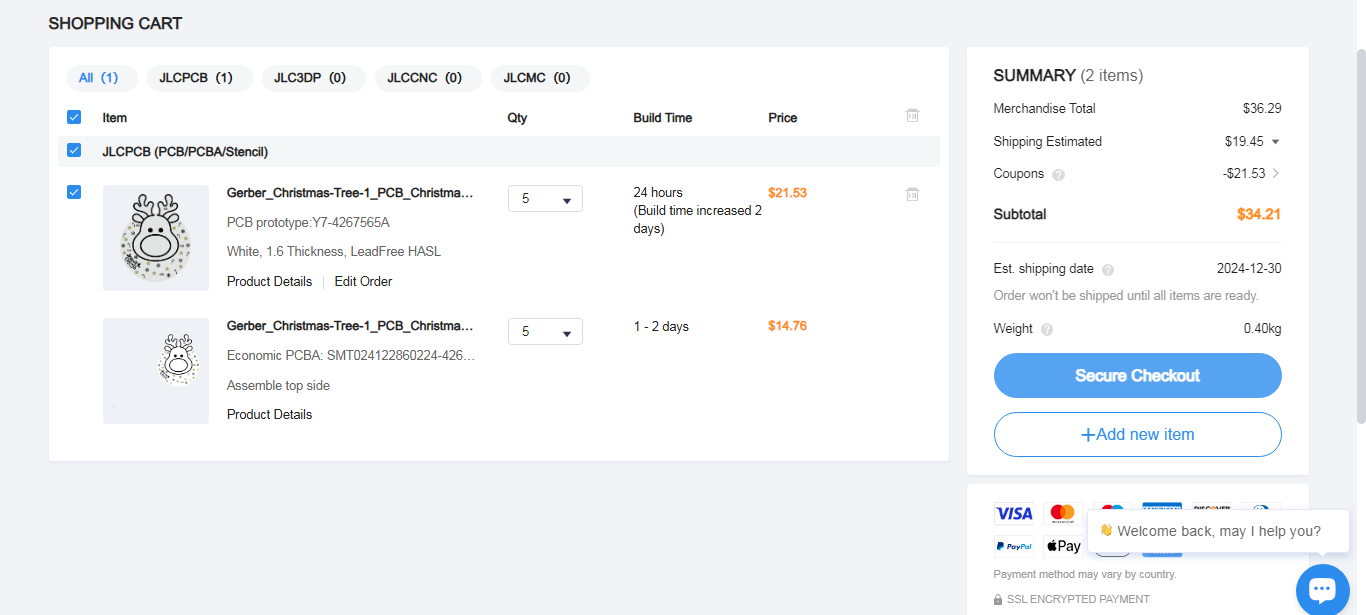 SHOPPING CART
All (1)
JLCPCB (1)
JLC3DP (0)
JLCCNC (0)
JLCMC (0)
Item
Qty
Build Time
Price
JLCPCB (PCB/PCBA/Stencil)
Gerber_Christmas-Tree-1_PCB_Christma...
PCB prototype:Y7-4267565A
White, 1.6 Thickness, LeadFree HASL
Product Details
Edit Order
5
24 hours
(Build time increased 2
days)
$21.53
Gerber_Christmas-Tree-1_PCB_Christma...
Economic PCBA: SMT024122860224-426...
Assemble top side
Product Details
5
1 - 2 days
$14.76
SUMMARY (2 items)
Merchandise Total $36.29
Shipping Estimated $19.45
Coupons ? -$21.53
Subtotal $34.21
Est. shipping date ? 2024-12-30
Order won't be shipped until all items are ready.
Weight ? 0.40kg
Secure Checkout
+Add new item
VISA
PayPal
Pay
👋 Welcome back, may I help you?
Payment method may vary by country.
SSL ENCRYPTED PAYMENT